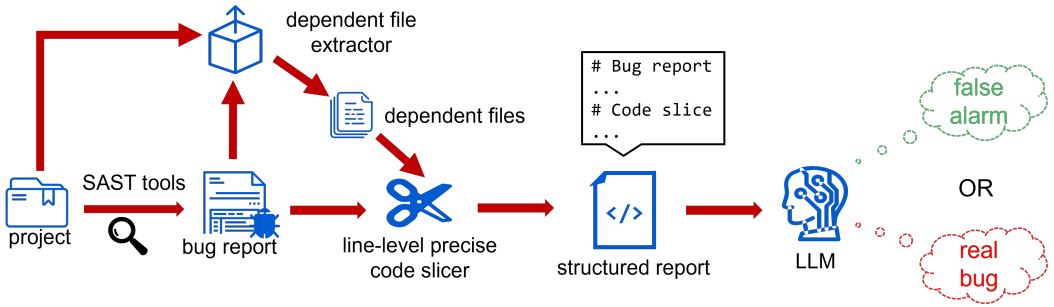 dependent file
extractor
# Bug report
...
# Code slice
...
false
alarm
dependent files
SAST tools
OR
</>
project
bug report
line-level precise
code slicer
structured report
LLM
real
bug